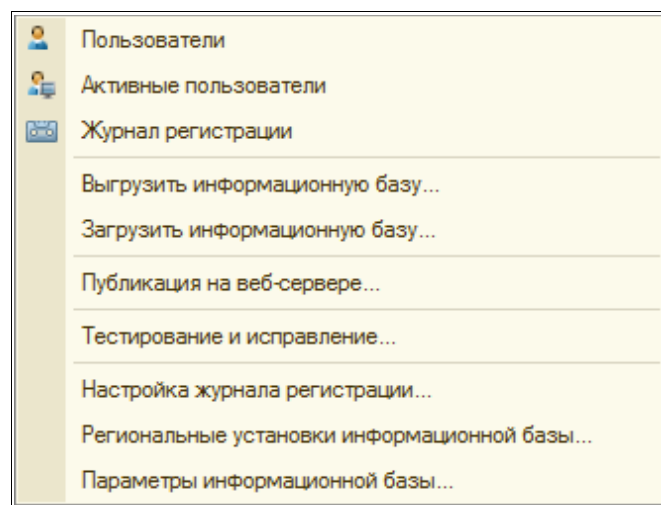 Пользователи
Активные пользователи
Журнал регистрации
Выгрузить информационную базу...
Загрузить информационную базу...
Публикация на веб-сервере...
Тестирование и исправление...
Настройка журнала регистрации...
Региональные установки информационной базы...
Параметры информационной базы...